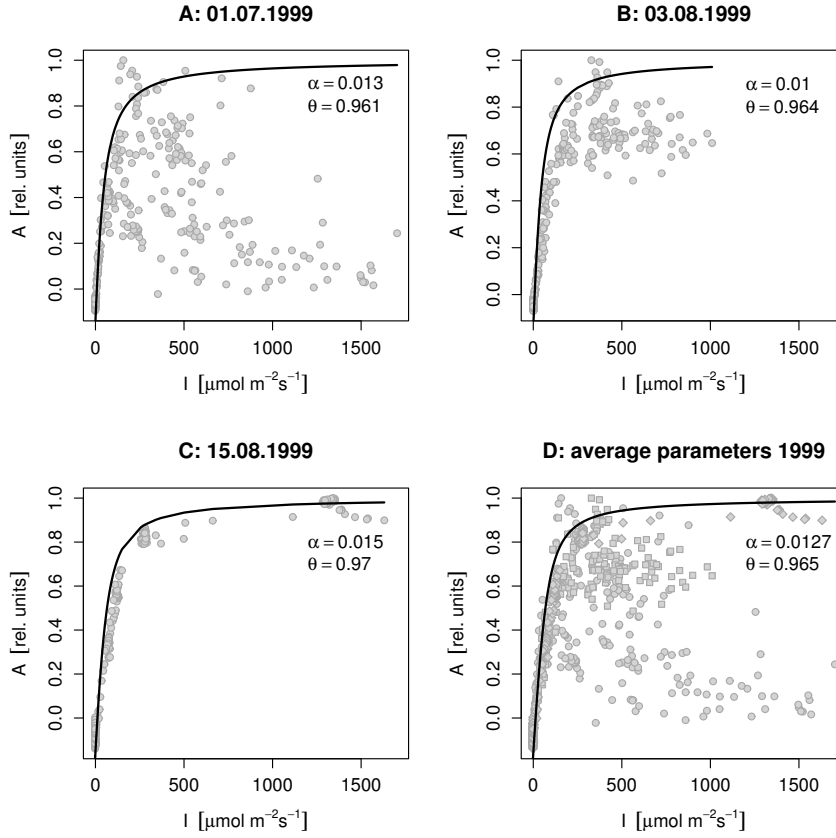 A: 01.07.1999
A [rel. units]
1.0
0.8
0.6
0.4
0.2
0.0
α = 0.013
θ = 0.961
0 500 1000 1500
I [μmol m⁻²s⁻¹]
B: 03.08.1999
A [rel. units]
1.0
0.8
0.6
0.4
0.2
0.0
α = 0.01
θ = 0.964
0 500 1000 1500
I [μmol m⁻²s⁻¹]
C: 15.08.1999
A [rel. units]
1.0
0.8
0.6
0.4
0.2
0.0
α = 0.015
θ = 0.97
0 500 1000 1500
I [μmol m⁻²s⁻¹]
D: average parameters 1999
A [rel. units]
1.0
0.8
0.6
0.4
0.2
0.0
α = 0.0127
θ = 0.965
0 500 1000 1500
I [μmol m⁻²s⁻¹]